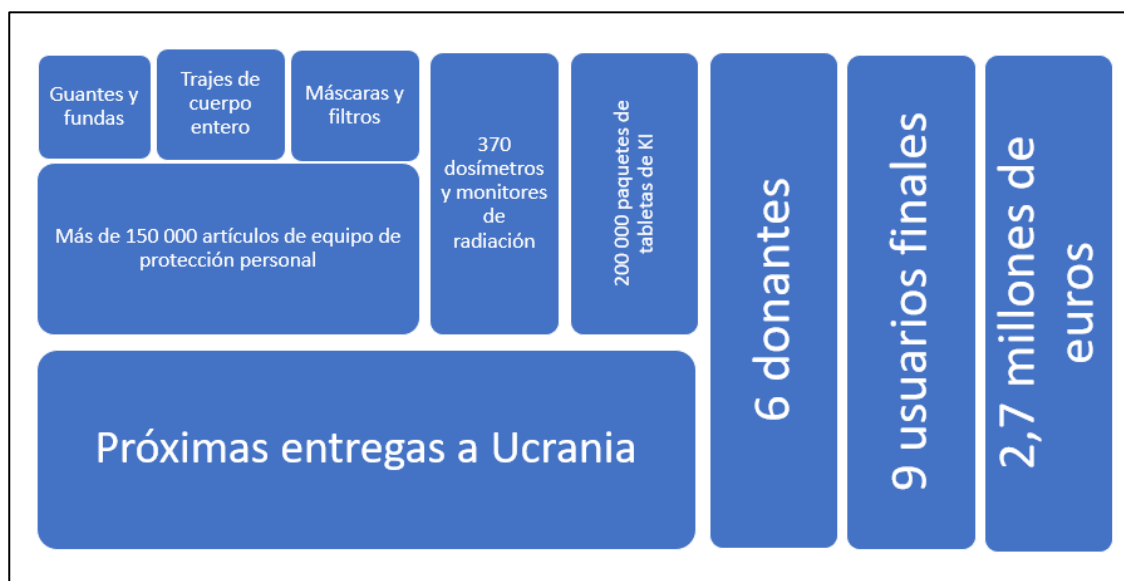 Guantes y
fundas
Trajes de
cuerpo
entero
Máscaras y
filtros
Más de 150 000 artículos de equipo de
protección personal
370
dosímetros
y monitores
de
radiación
200 000 paquetes de
tabletas de KI
Próximas entregas a Ucrania
6 donantes
9 usuarios finales
2,7 millones de
euros